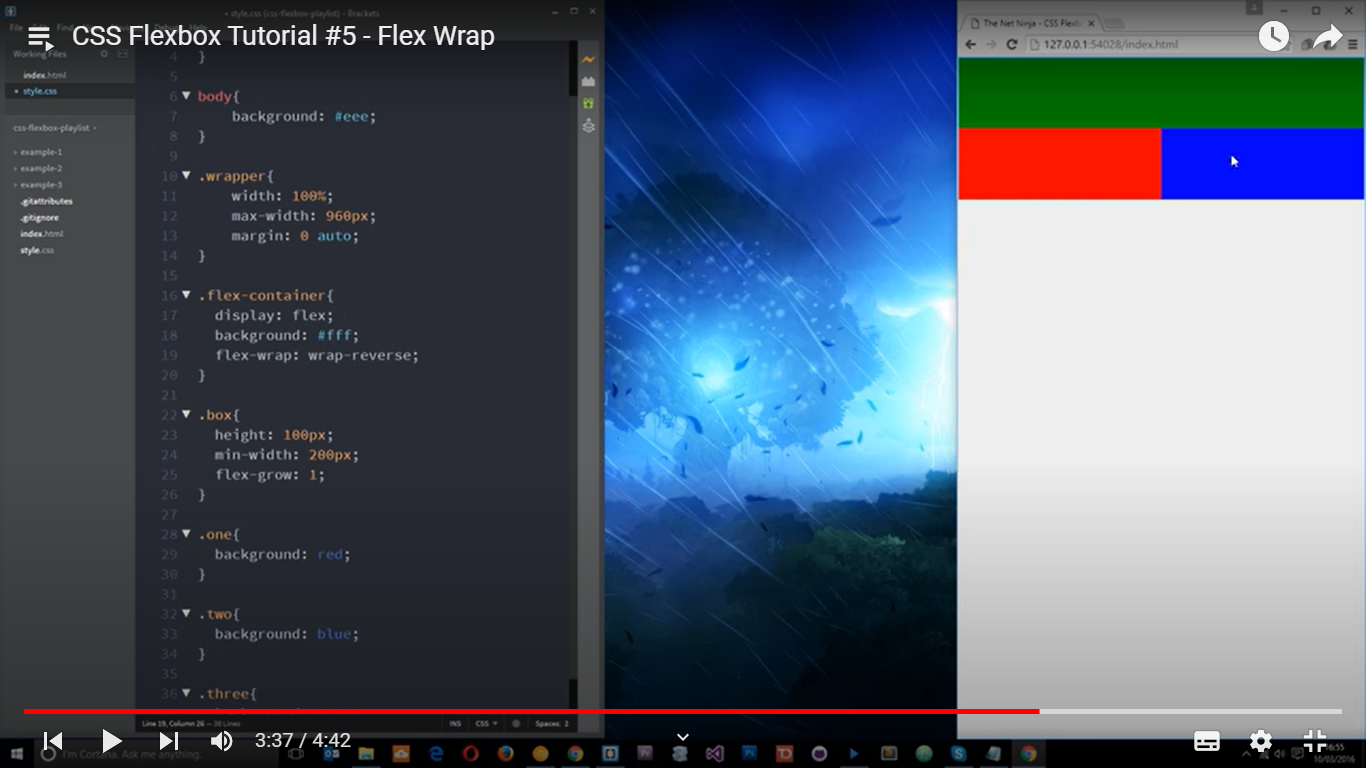 style.css (css-flexbox-playlist) - Brackets
CSS Flexbox Tutorial #5 - Flex Wrap
Working Files
index.html
style.css
css-flexbox-playlist
example-1
example-2
example-3
.gitattributes
.gitignore
index.html
style.css
4 }
5
6 body{
7 background: #eee;
8 }
9
10 .wrapper{
11 width: 100%;
12 max-width: 960px;
13 margin: 0 auto;
14 }
15
16 .flex-container{
17 display: flex;
18 background: #fff;
19 flex-wrap: wrap-reverse;
20 }
21
22 .box{
23 height: 100px;
24 min-width: 200px;
25 flex-grow: 1;
26 }
27
28 .one{
29 background: red;
30 }
31
32 .two{
33 background: blue;
34 }
35
36 .three{
Line 19, Column 26 — 38 Lines
INS CSS Spaces: 2
The Net Ninja - CSS Flexb
127.0.0.1:54028/index.html
3:37 / 4:42
I'm Cortana. Ask me anything.
16:55
10/03/2016